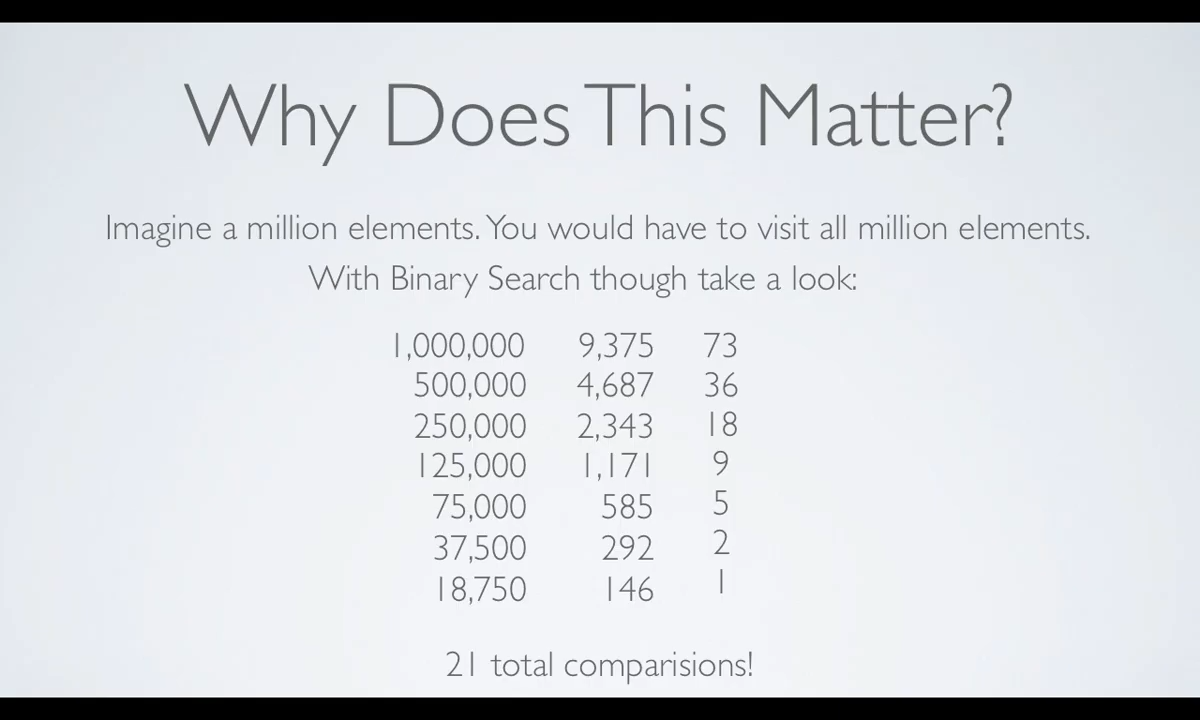 Why Does This Matter?
Imagine a million elements. You would have to visit all million elements.
With Binary Search though take a look:
1,000,000 9,375 73
500,000 4,687 36
250,000 2,343 18
125,000 1,171 9
75,000 585 5
37,500 292 2
18,750 146 1
21 total comparisions!